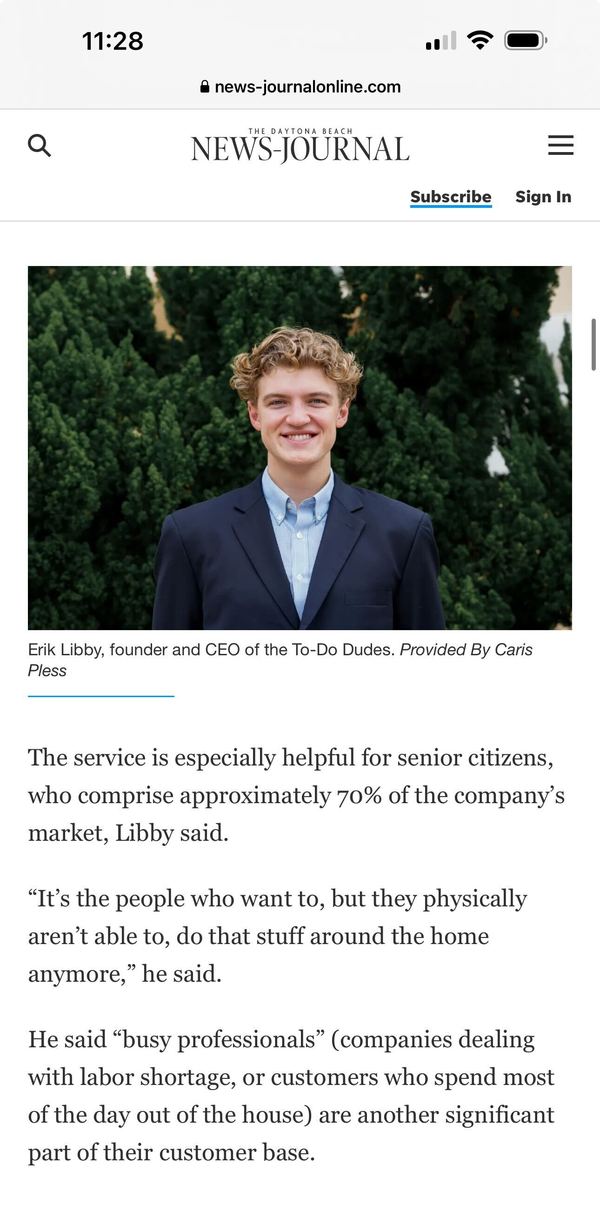 11:28
news-journalonline.com
THE DAYTONA BEACH
NEWS-JOURNAL
Subscribe Sign In
Erik Libby, founder and CEO of the To-Do Dudes. Provided By Caris
Pless
The service is especially helpful for senior citizens,
who comprise approximately 70% of the company’s
market, Libby said.
“It’s the people who want to, but they physically
aren’t able to, do that stuff around the home
anymore,” he said.
He said “busy professionals” (companies dealing
with labor shortage, or customers who spend most
of the day out of the house) are another significant
part of their customer base.